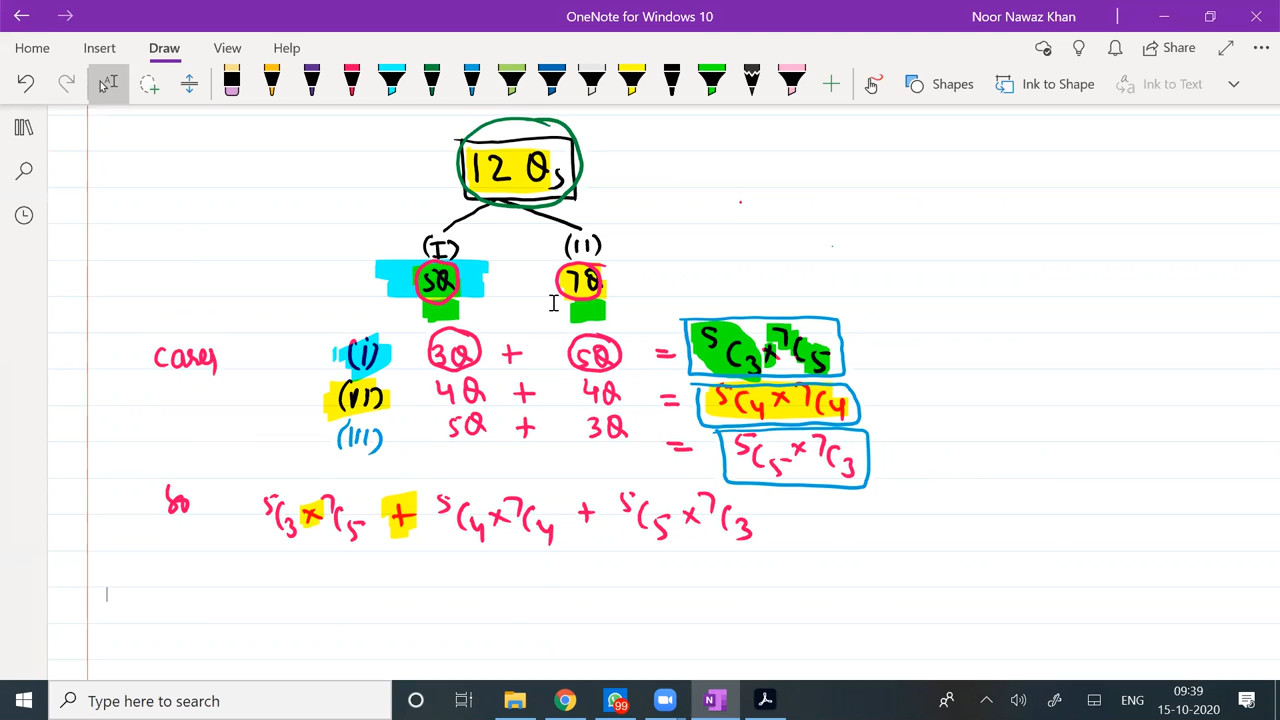 OneNote for Windows 10
Noor Nawaz Khan
Home Insert Draw View Help
Share
Shapes Ink to Shape Ink to Text
12 Qs
(I) (II)
5Q 7Q
cases (i) 3Q + 5Q = ⁵C₃×⁷C₅
(II) 4Q + 4Q = ⁵C₄×⁷C₄
(III) 5Q + 3Q = ⁵C₅×⁷C₃
So ⁵C₃×⁷C₅ + ⁵C₄×⁷C₄ + ⁵C₅×⁷C₃
Type here to search
99
ENG
09:39
15-10-2020